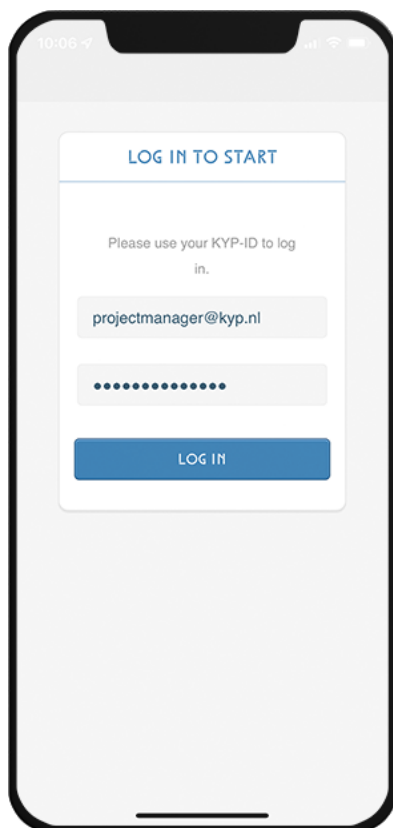 10:06
LOG IN TO START
Please use your KYP-ID to log
in.
projectmanager@kyp.nl
••••••••••••••
LOG IN